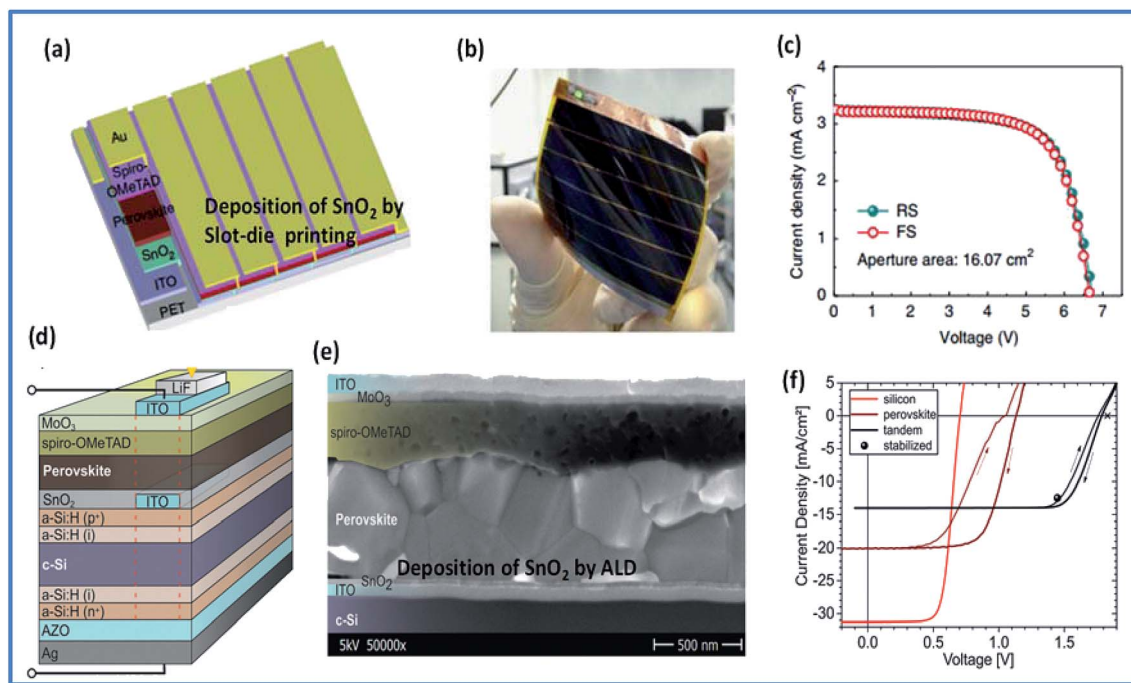 (a)
Au
Spiro-
OMeTAD
Perovskite
SnO₂
ITO
PET
Deposition of SnO₂ by
Slot-die printing
(b)
(c)
4
3
2
1
0
Current density (mA cm⁻²)
RS
FS
Aperture area: 16.07 cm²
0 1 2 3 4 5 6 7
Voltage (V)
(d)
LiF
ITO
MoO₃
spiro-OMeTAD
Perovskite
SnO₂
ITO
a-Si:H (p⁺)
a-Si:H (i)
c-Si
a-Si:H (i)
a-Si:H (n⁺)
AZO
Ag
(e)
ITO
MoO₃
spiro-OMeTAD
Perovskite
Deposition of SnO₂ by ALD
SnO₂
ITO
c-Si
5kV 50000x
500 nm
(f)
5
0
-5
-10
-15
-20
-25
-30
Current Density [mA/cm²]
silicon
perovskite
tandem
stabilized
0.0 0.5 1.0 1.5
Voltage [V]